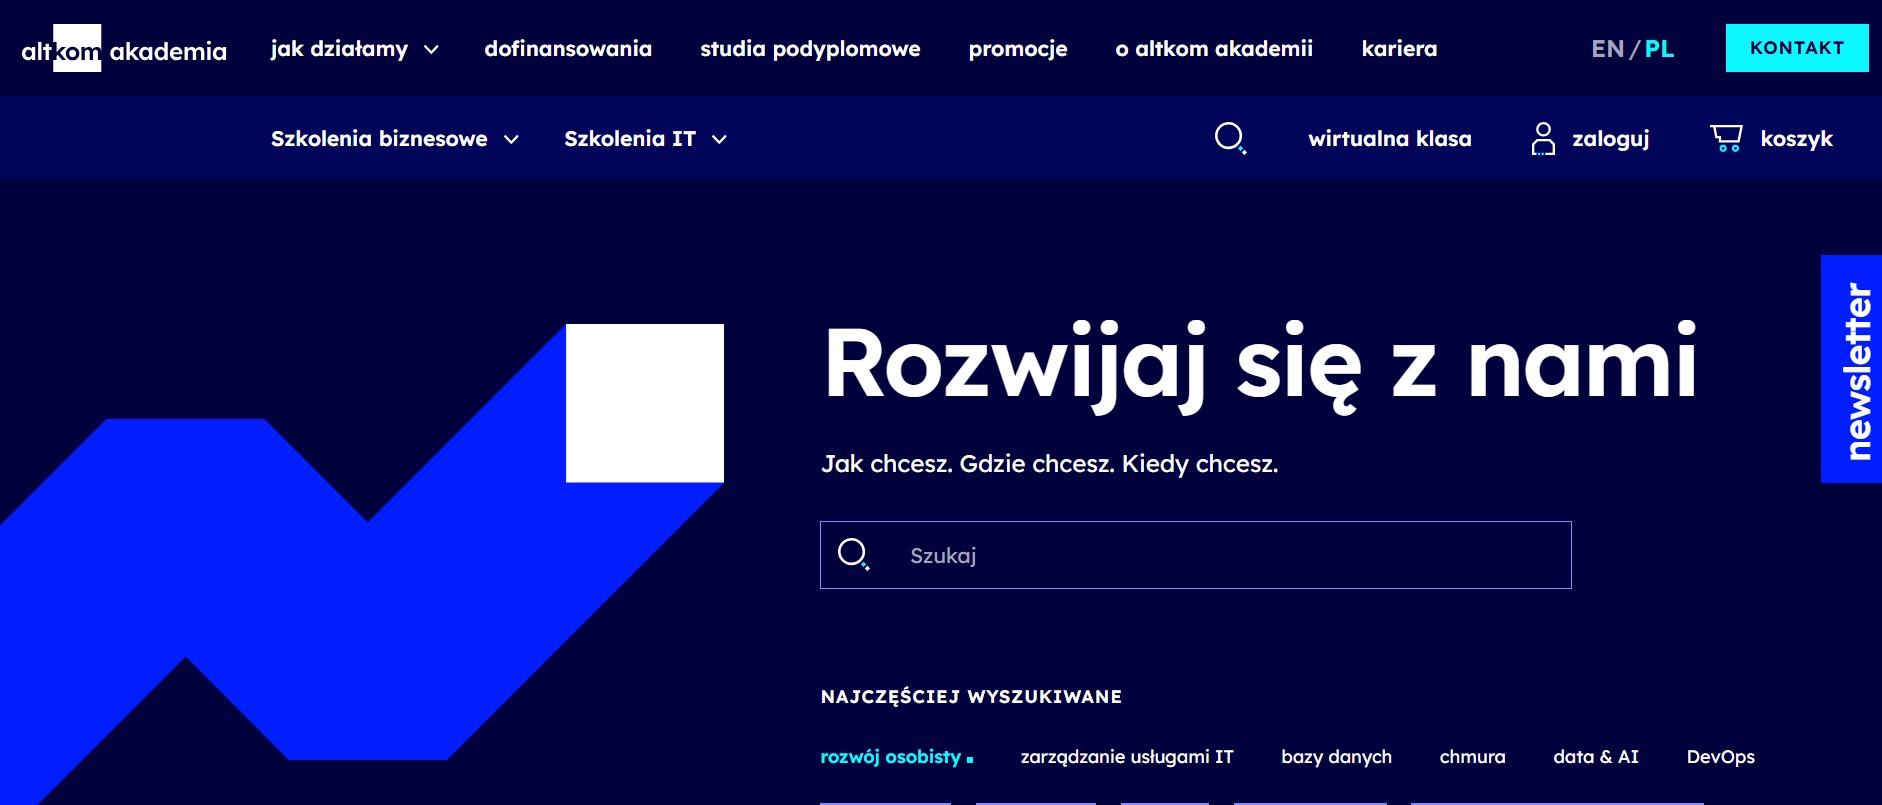 altkom akademia
jak działamy
dofinansowania
studia podyplomowe
promocje
o altkom akademii
kariera
EN / PL
KONTAKT
Szkolenia biznesowe
Szkolenia IT
wirtualna klasa
zaloguj
koszyk
newsletter
Rozwijaj się z nami
Jak chcesz. Gdzie chcesz. Kiedy chcesz.
Szukaj
NAJCZĘŚCIEJ WYSZUKIWANE
rozwój osobisty
zarządzanie usługami IT
bazy danych
chmura
data & AI
DevOps